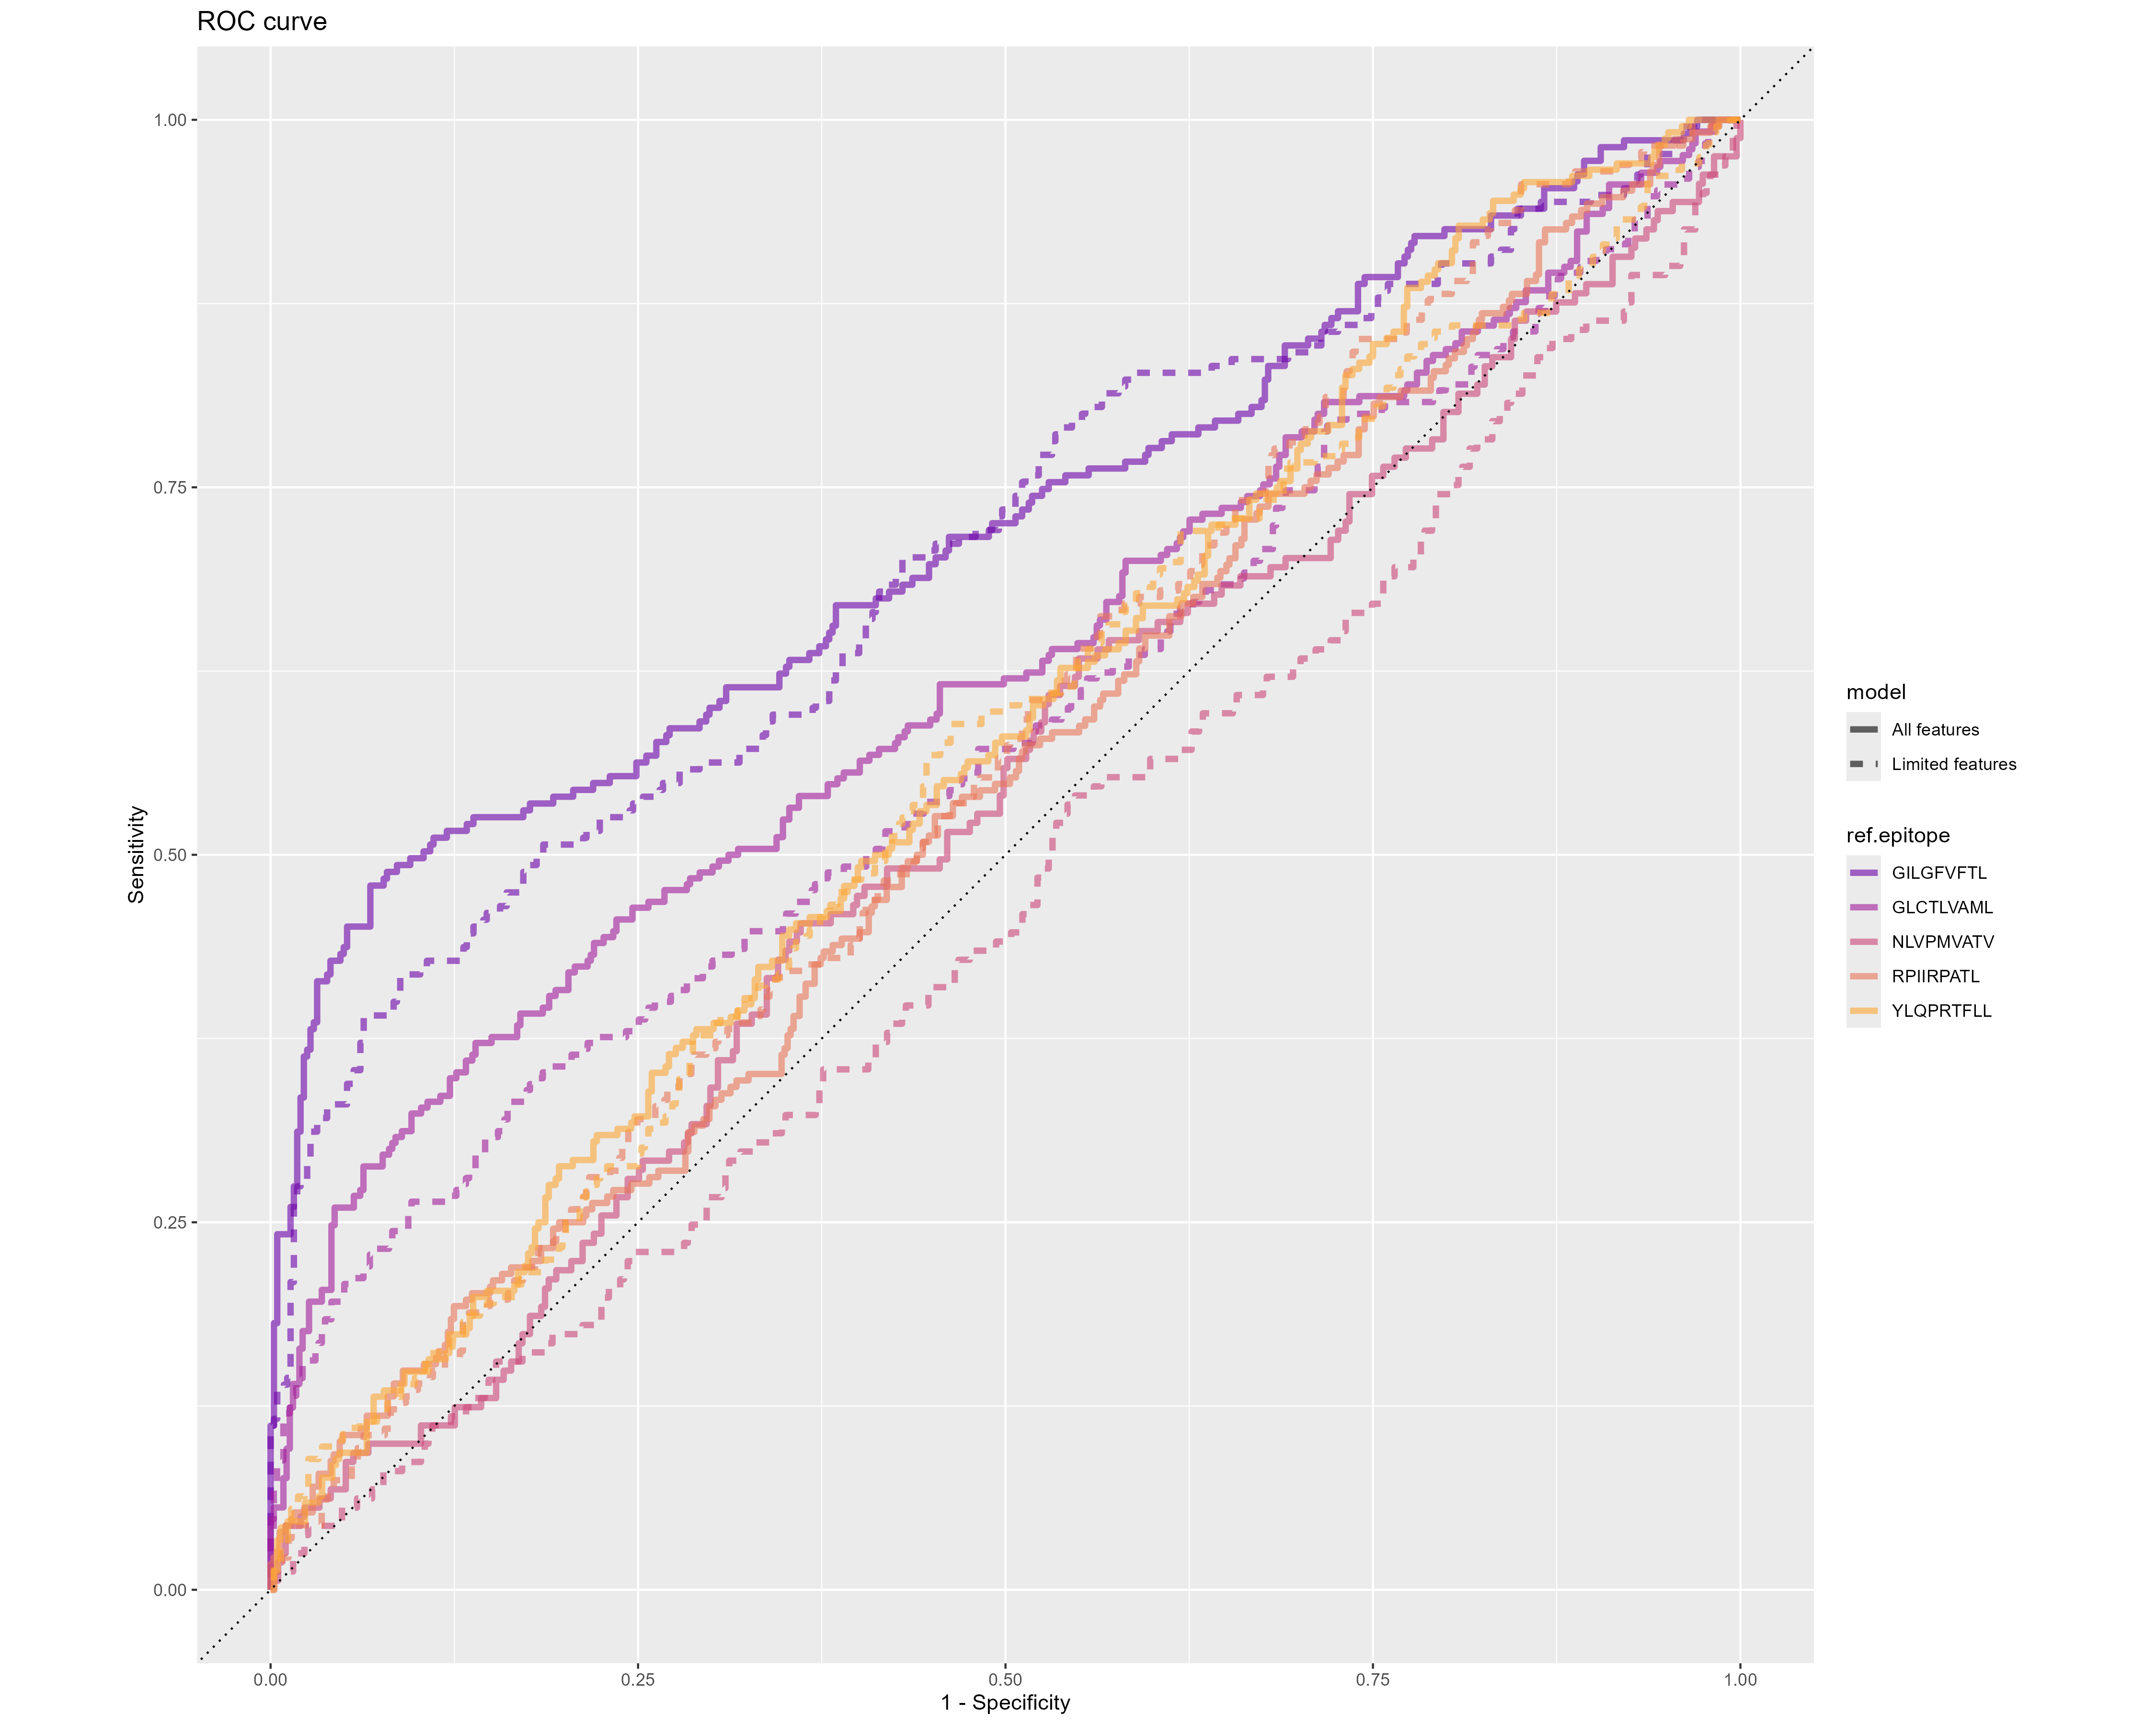 ROC curve
1.00
0.75
0.50
0.25
0.00
Sensitivity
0.00
0.25
0.50
0.75
1.00
1 - Specificity
model
All features
Limited features
ref.epitope
GILGFVFTL
GLCTLVAML
NLVPMVATV
RPIIRPATL
YLQPRTFLL